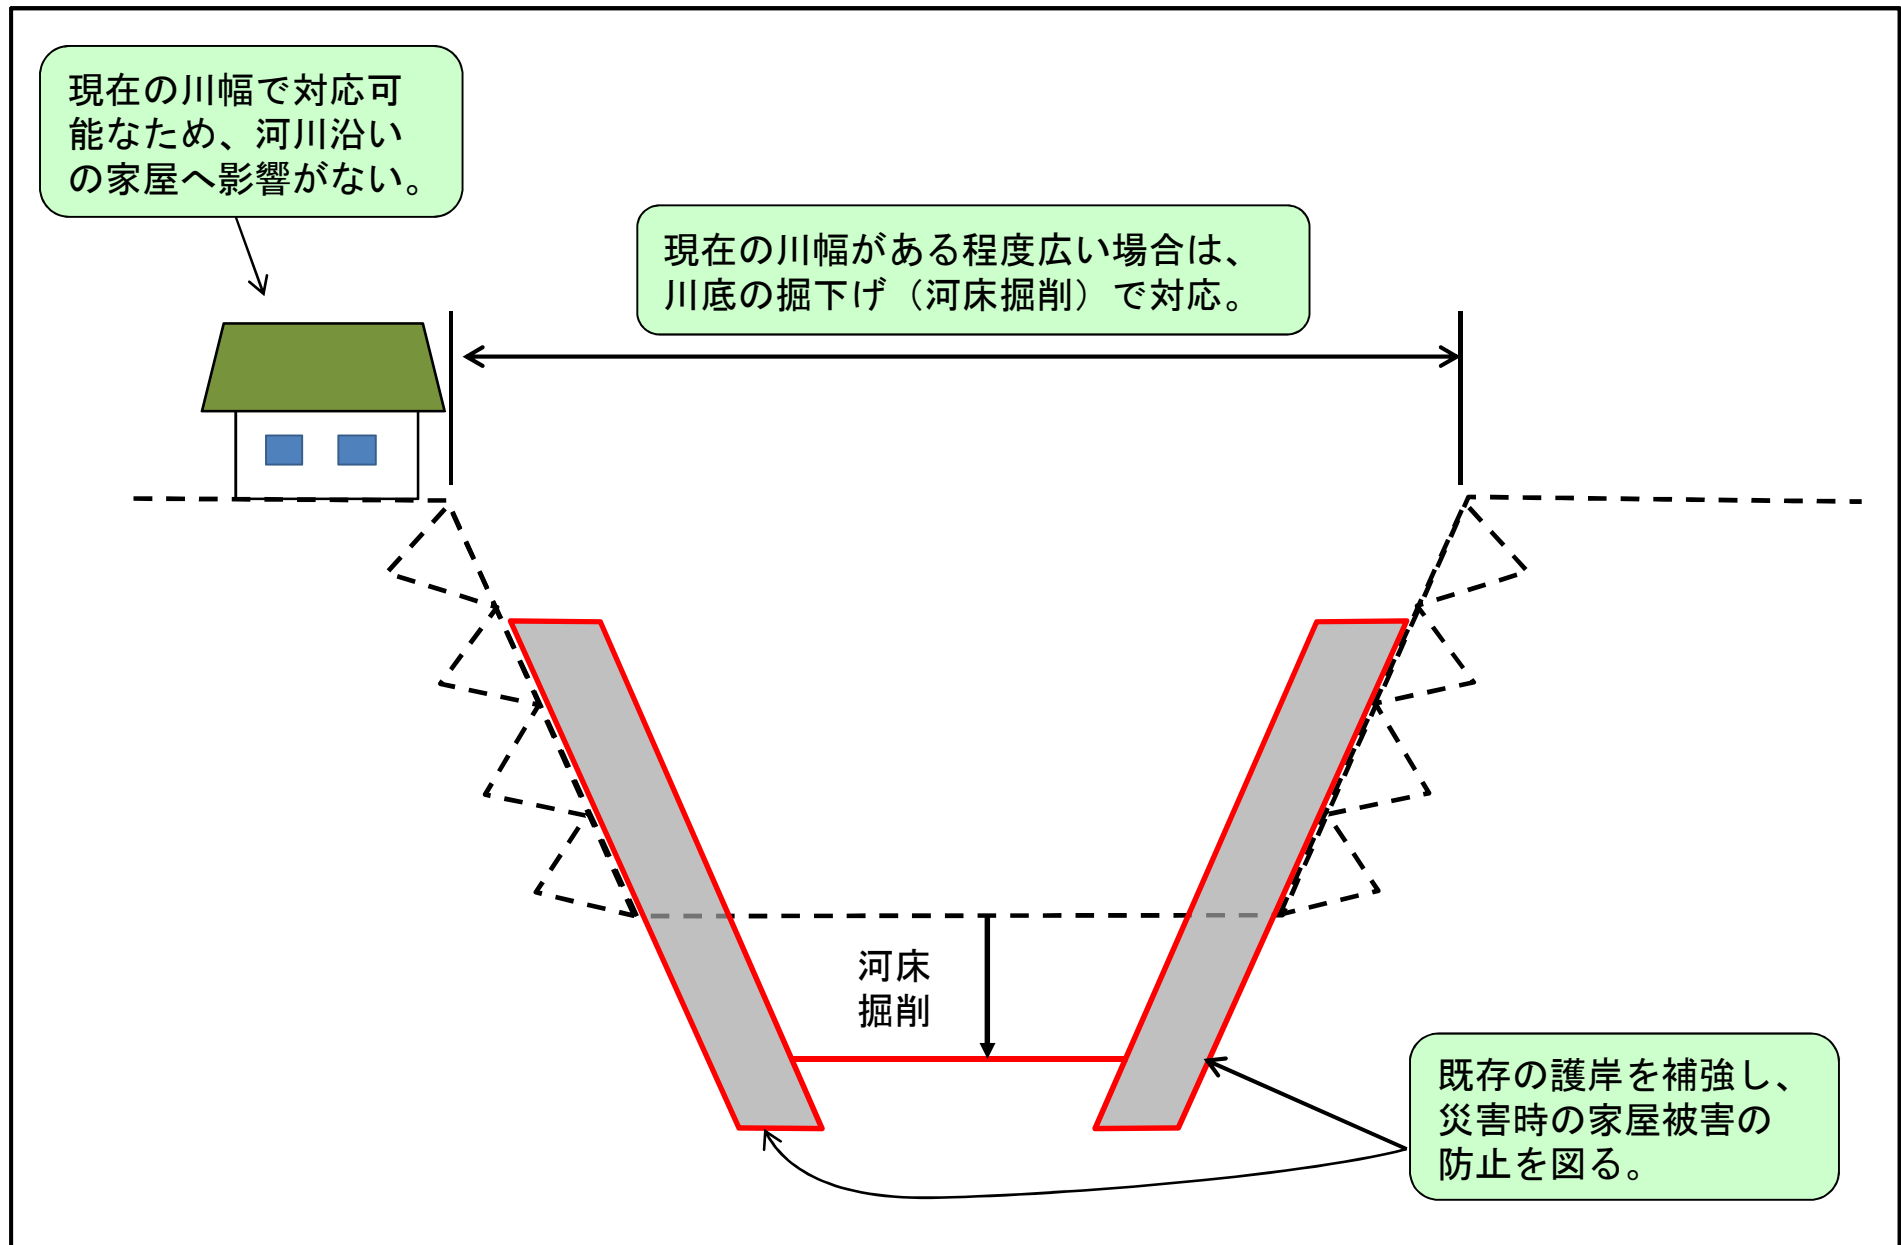 現在の川幅で対応可
能なため、河川沿い
の家屋へ影響がない。
現在の川幅がある程度広い場合は、
川底の掘下げ（河床掘削）で対応。
河床
掘削
既存の護岸を補強し、
災害時の家屋被害の
防止を図る。